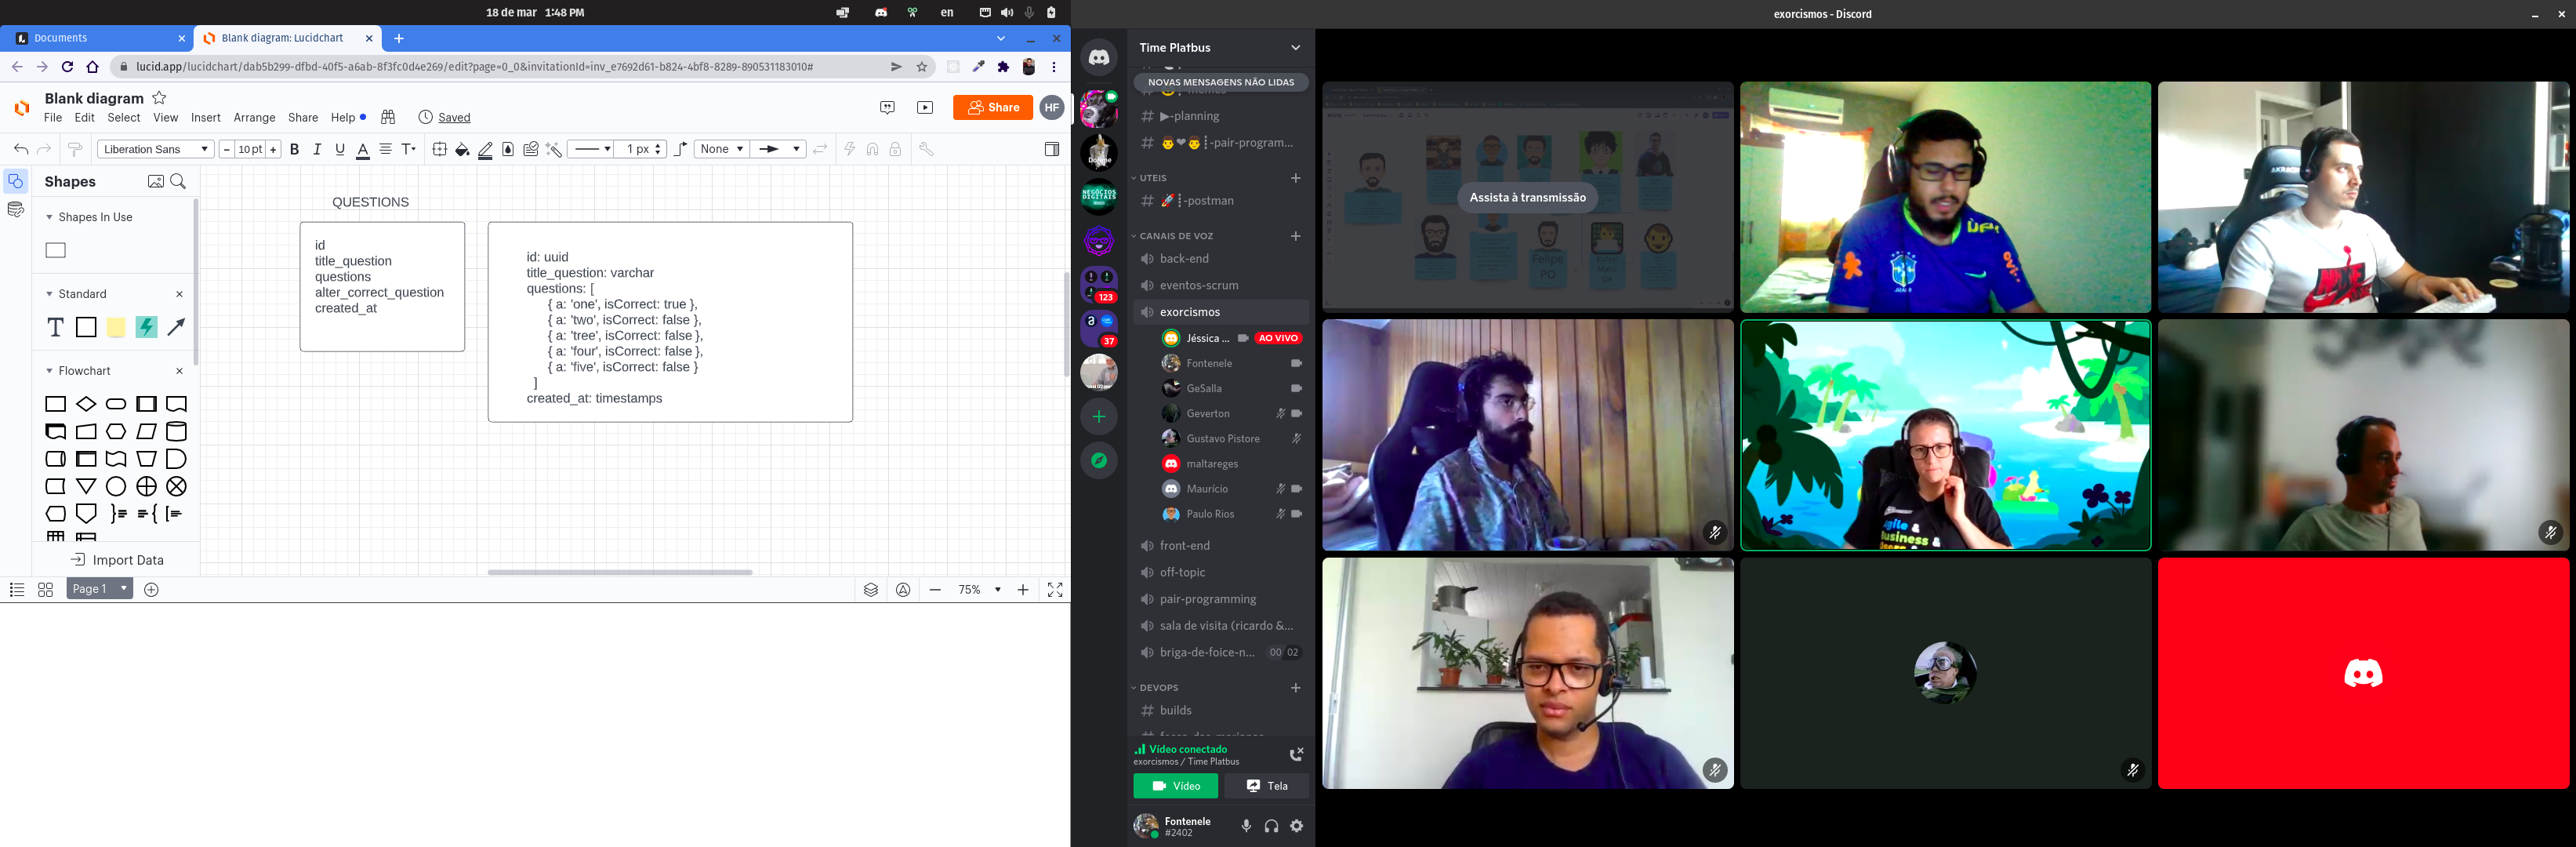 18 de mar 1:48 PM
en
Documents
Blank diagram: Lucidchart
lucid.app/lucidchart/dab5b299-dfbd-40f5-a6ab-8f3fc0d4e269/edit?page=0_0&invitationId=inv_e7692d61-b824-4bf8-8289-890531183010#
Blank diagram
File Edit Select View Insert Arrange Share Help
Saved
Share
HF
Liberation Sans
10 pt
B I U A T
1 px
None
Shapes
Shapes In Use
Standard
T
Flowchart
Import Data
QUESTIONS
id
title_question
questions
alter_correct_question
created_at
id: uuid
title_question: varchar
questions: [
{ a: 'one', isCorrect: true },
{ a: 'two', isCorrect: false },
{ a: 'tree', isCorrect: false },
{ a: 'four', isCorrect: false },
{ a: 'five', isCorrect: false }
]
created_at: timestamps
Page 1
75%
exorcismos - Discord
Time Platbus
NOVAS MENSAGENS NÃO LIDAS
-planning
-pair-program...
UTEIS
-postman
CANAIS DE VOZ
back-end
eventos-scrum
exorcismos
Jéssica ...
AO VIVO
Fontenele
GeSalla
Geverton
Gustavo Pistore
maltareges
Maurício
Paulo Rios
front-end
off-topic
pair-programming
sala de visita (ricardo &...
briga-de-foice-n...
00 02
DEVOPS
builds
Vídeo conectado
exorcismos / Time Platbus
Vídeo
Tela
Fontenele
#2402
NEGÓCIOS
DIGITAIS
123
37
Assista à transmissão
Felipe
PO
Agile &
Business &